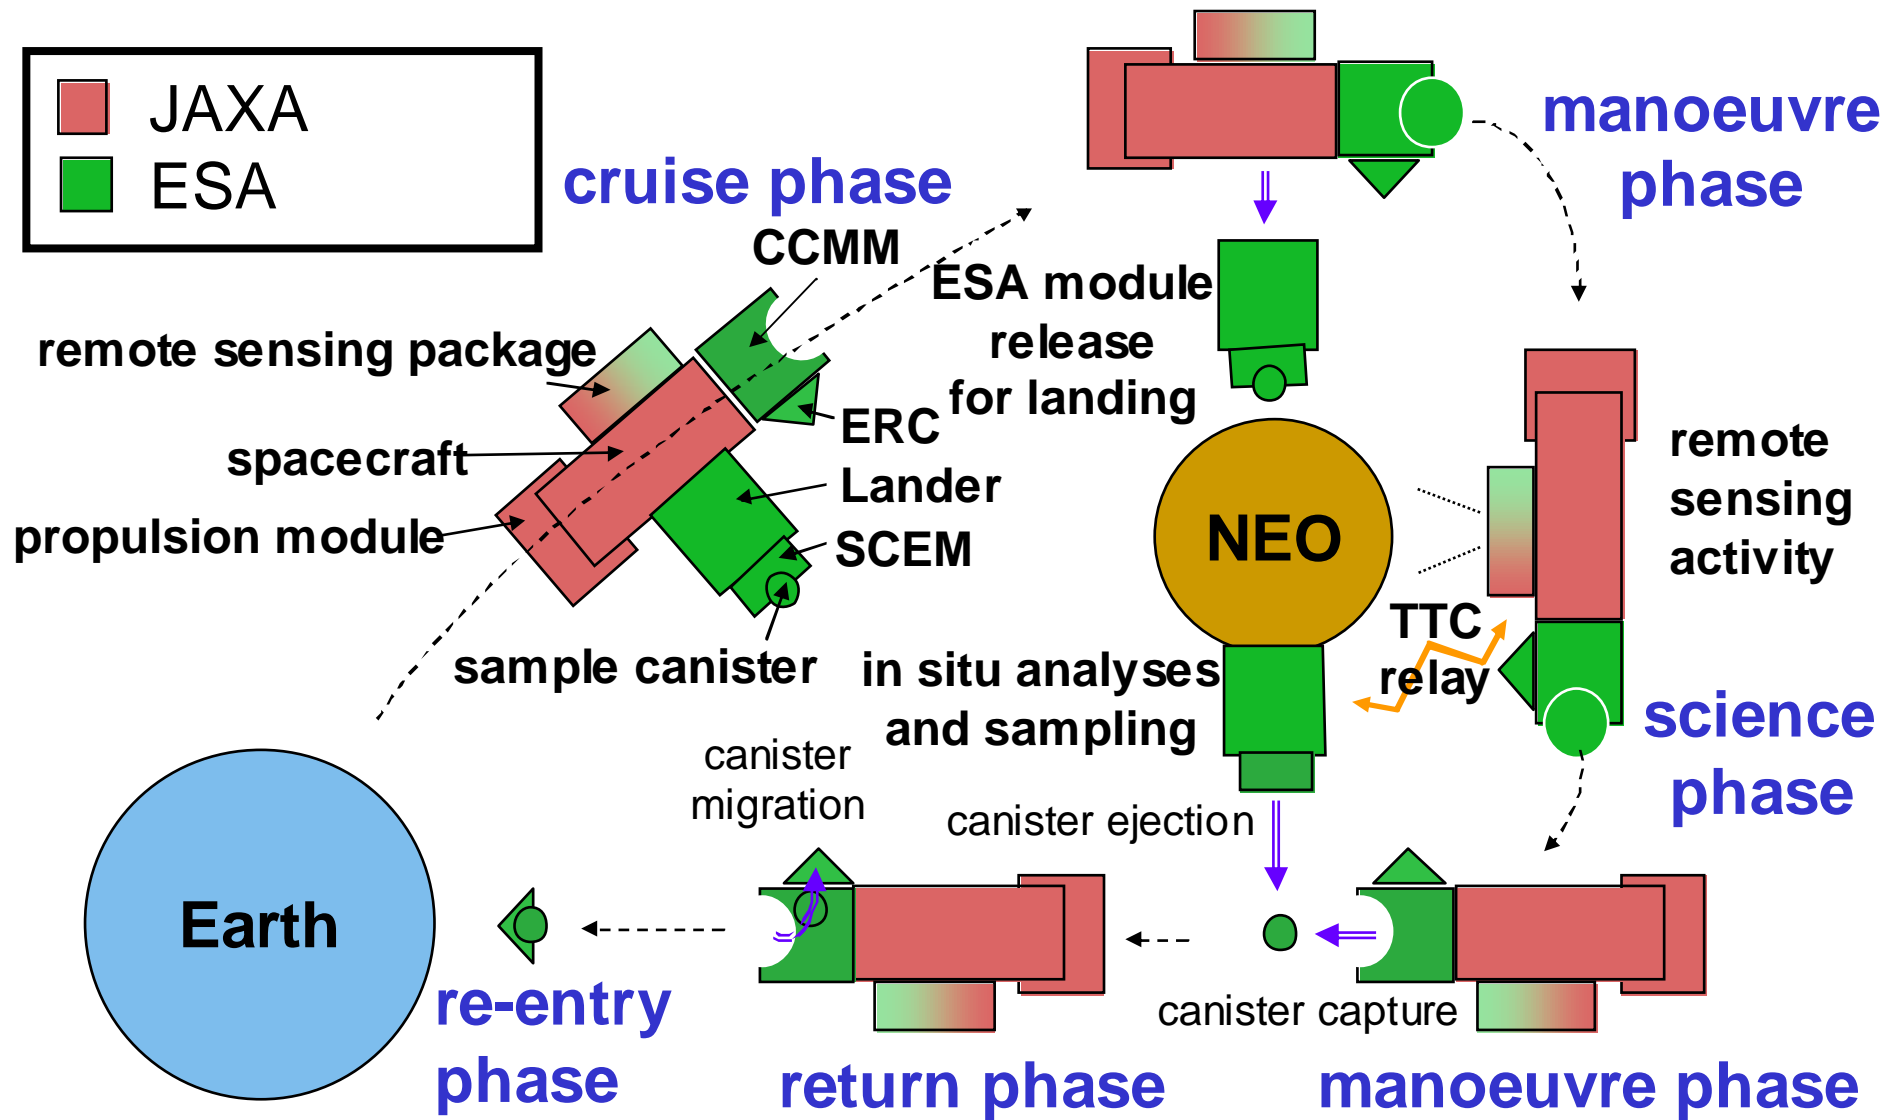 JAXA
ESA
cruise phase
CCMM
remote sensing package
ERC
spacecraft
Lander
propulsion module
SCEM
sample canister
manoeuvre
phase
ESA module
release
for landing
NEO
remote
sensing
activity
TTC
relay
in situ analyses
and sampling
science
phase
canister
migration
canister ejection
Earth
canister capture
re-entry
phase
return phase
manoeuvre phase